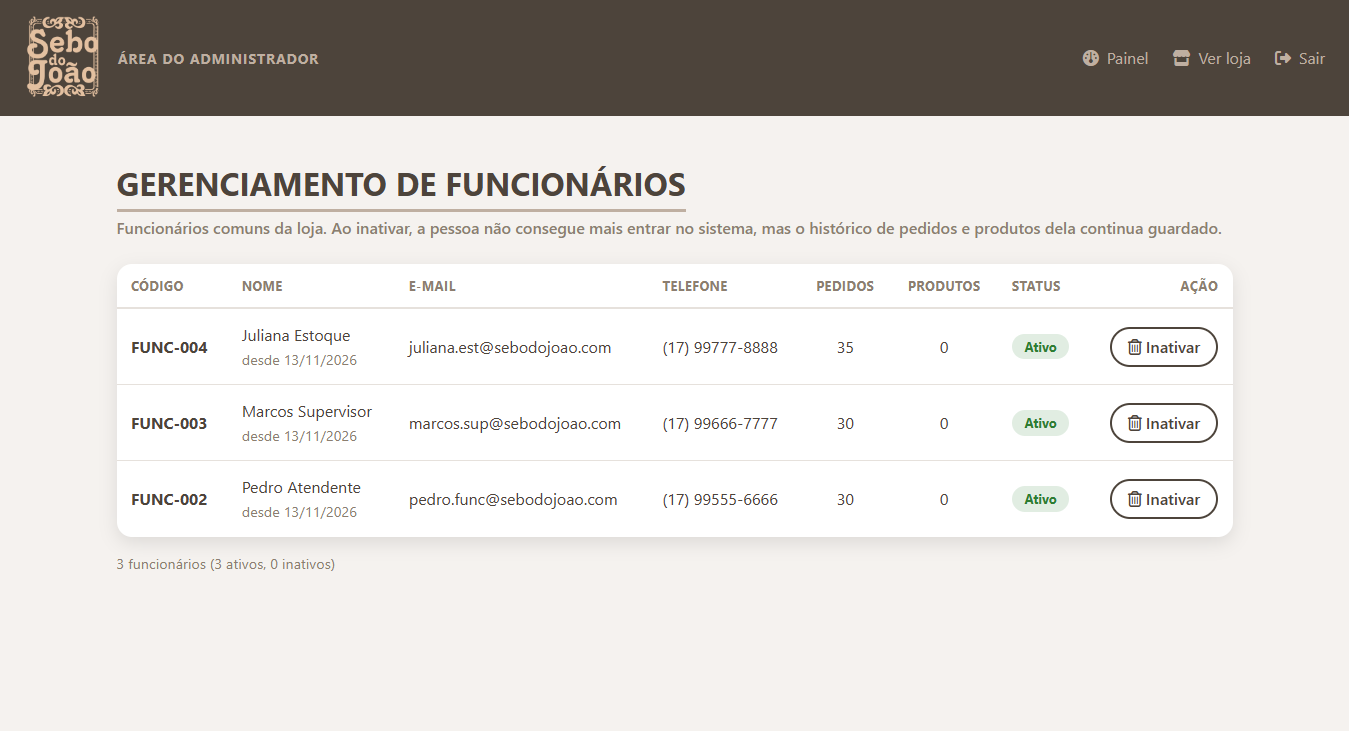 Sebo
do
João
ÁREA DO ADMINISTRADOR
Painel
Ver loja
Sair
GERENCIAMENTO DE FUNCIONÁRIOS
Funcionários comuns da loja. Ao inativar, a pessoa não consegue mais entrar no sistema, mas o histórico de pedidos e produtos dela continua guardado.
CÓDIGO NOME E-MAIL TELEFONE PEDIDOS PRODUTOS STATUS AÇÃO
FUNC-004 Juliana Estoque juliana.est@sebodojoao.com (17) 99777-8888 35 0 Ativo Inativar
desde 13/11/2026
FUNC-003 Marcos Supervisor marcos.sup@sebodojoao.com (17) 99666-7777 30 0 Ativo Inativar
desde 13/11/2026
FUNC-002 Pedro Atendente pedro.func@sebodojoao.com (17) 99555-6666 30 0 Ativo Inativar
desde 13/11/2026
3 funcionários (3 ativos, 0 inativos)